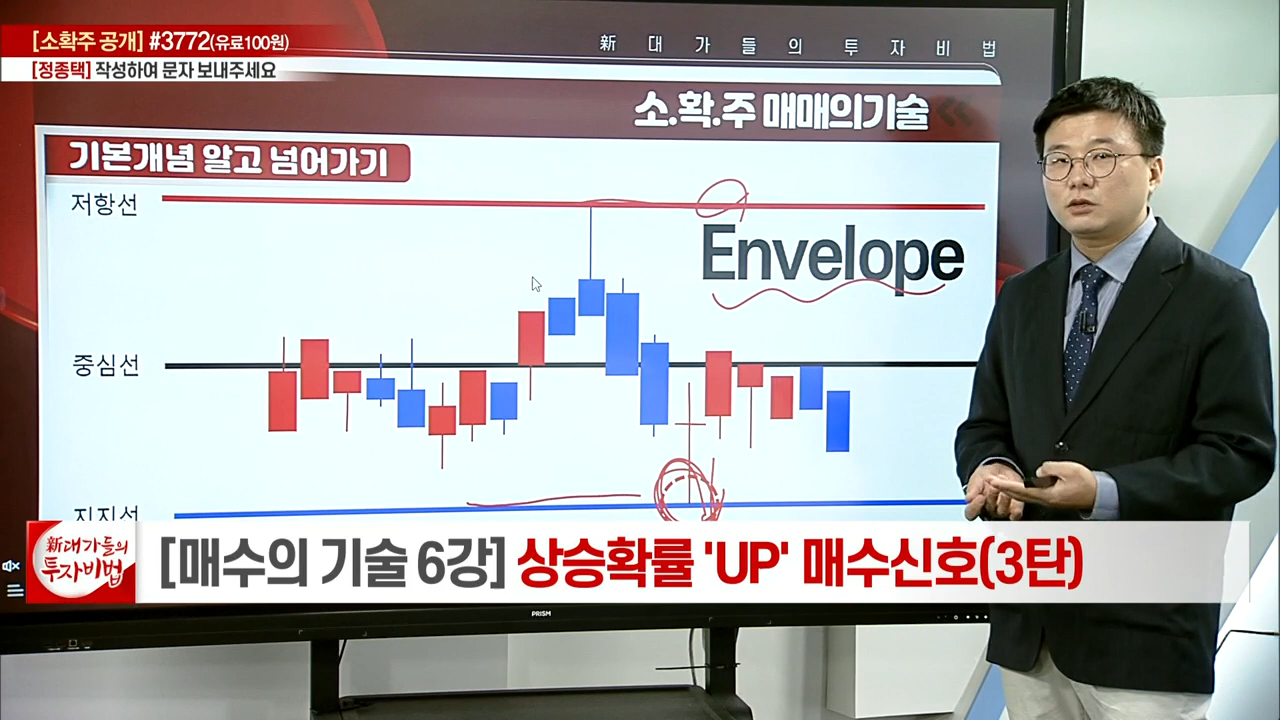 [소확주 공개] #3772(유료100원)
[정종택] 작성하여 문자 보내주세요
新 대 가 들 의 투 자 비 법
소.확.주 매매의기술
기본개념 알고 넘어가기
저항선
Envelope
중심선
지지선
新대가들의
투자비법
[매수의 기술 6강] 상승확률 'UP' 매수신호(3탄)
PRISM